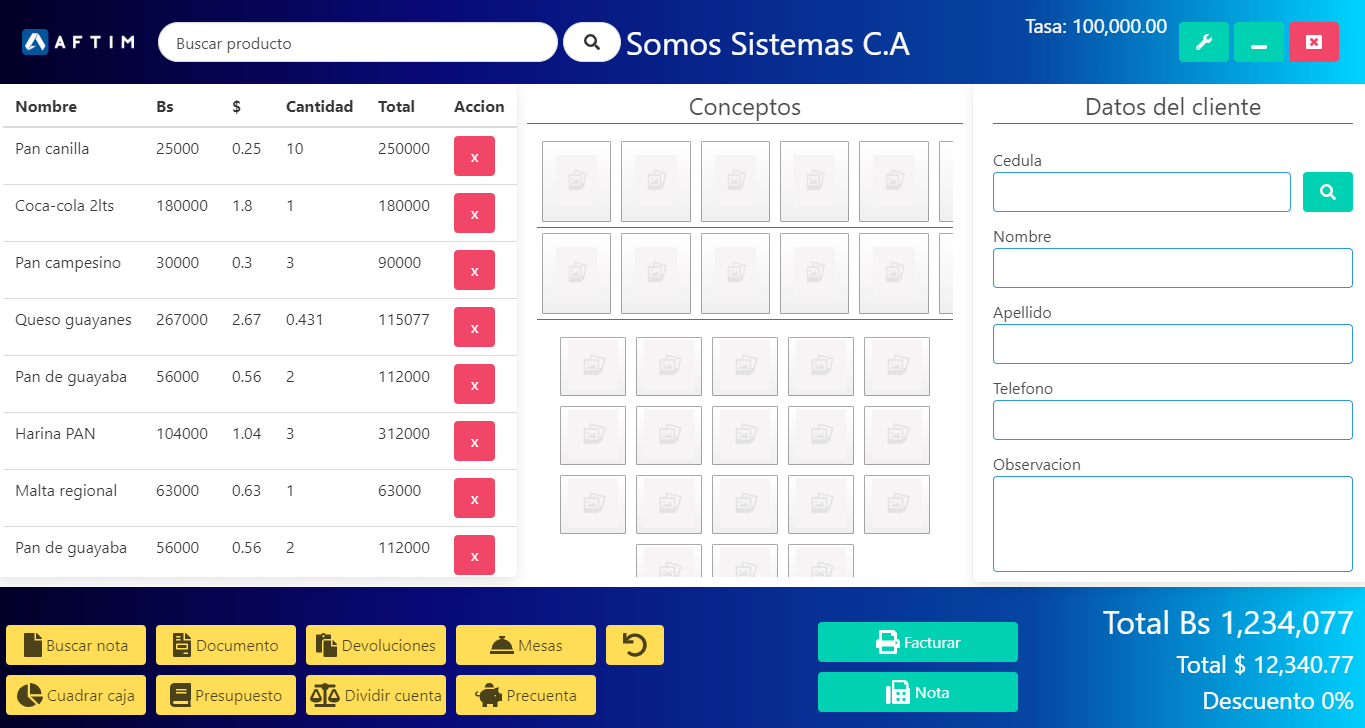 AFTIM
Buscar producto
Somos Sistemas C.A
Tasa: 100,000.00
Nombre Bs $ Cantidad Total Accion
Pan canilla 25000 0.25 10 250000 x
Coca-cola 2lts 180000 1.8 1 180000 x
Pan campesino 30000 0.3 3 90000 x
Queso guayanes 267000 2.67 0.431 115077 x
Pan de guayaba 56000 0.56 2 112000 x
Harina PAN 104000 1.04 3 312000 x
Malta regional 63000 0.63 1 63000 x
Pan de guayaba 56000 0.56 2 112000 x
Conceptos
Datos del cliente
Cedula
Nombre
Apellido
Telefono
Observacion
Buscar nota Documento Devoluciones Mesas
Cuadrar caja Presupuesto Dividir cuenta Precuenta
Facturar
Nota
Total Bs 1,234,077
Total $ 12,340.77
Descuento 0%